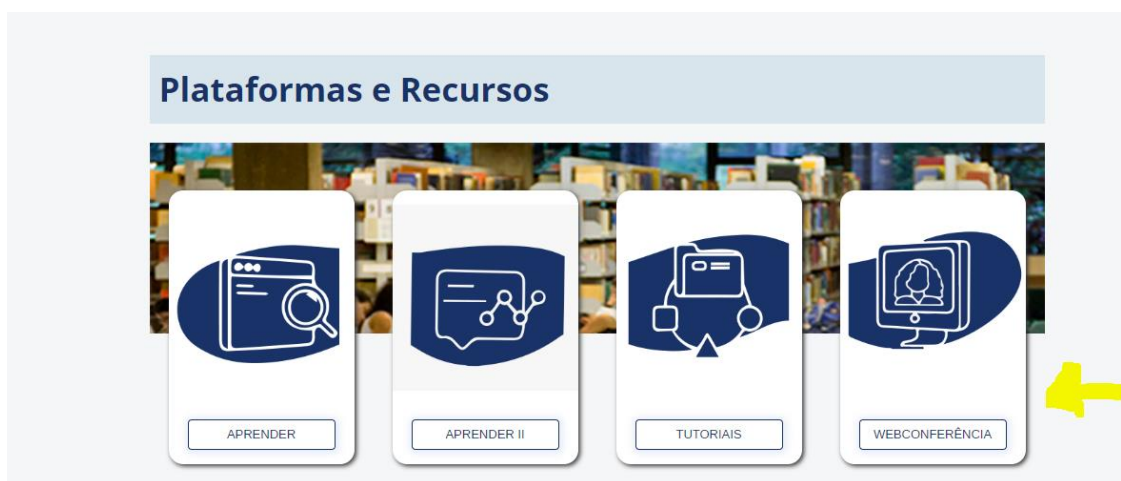 Plataformas e Recursos
APRENDER
APRENDER II
TUTORIAIS
WEBCONFERÊNCIA